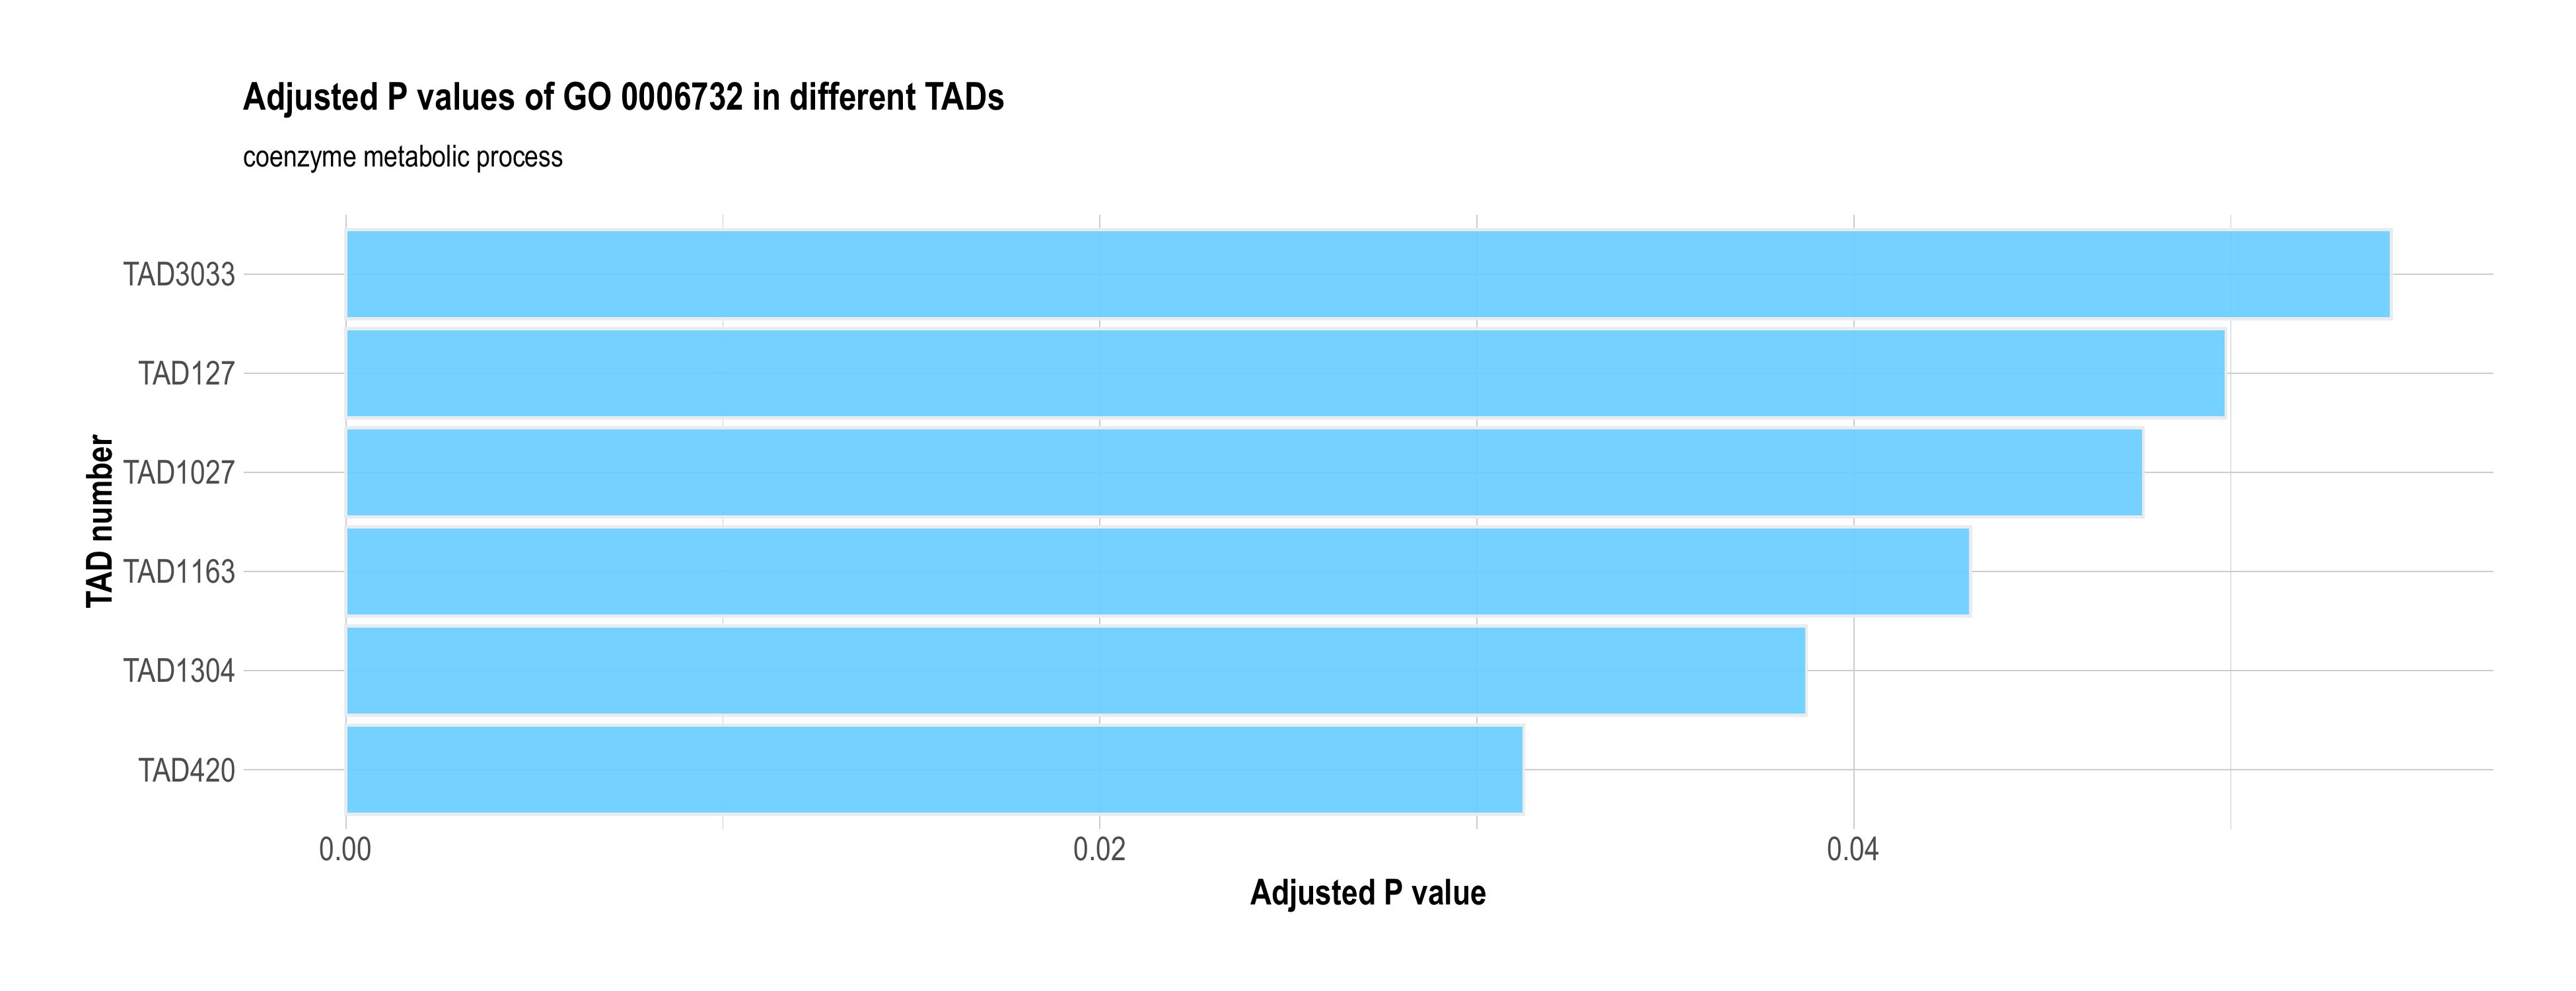 Adjusted P values of GO 0006732 in different TADs
coenzyme metabolic process
TAD number
TAD3033
TAD127
TAD1027
TAD1163
TAD1304
TAD420
0.00 0.02 0.04
Adjusted P value